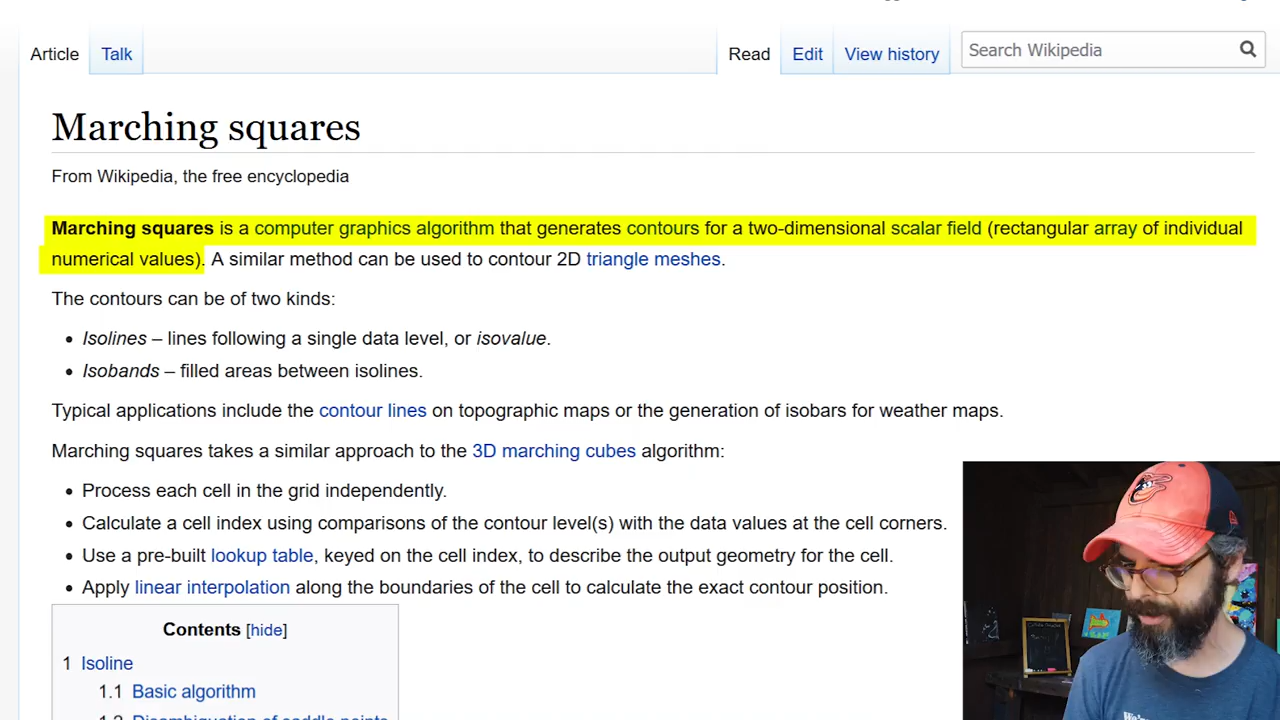 Article Talk Read Edit View history Search Wikipedia
Marching squares
From Wikipedia, the free encyclopedia
Marching squares is a computer graphics algorithm that generates contours for a two-dimensional scalar field (rectangular array of individual
numerical values). A similar method can be used to contour 2D triangle meshes.
The contours can be of two kinds:
• Isolines – lines following a single data level, or isovalue.
• Isobands – filled areas between isolines.
Typical applications include the contour lines on topographic maps or the generation of isobars for weather maps.
Marching squares takes a similar approach to the 3D marching cubes algorithm:
• Process each cell in the grid independently.
• Calculate a cell index using comparisons of the contour level(s) with the data values at the cell corners.
• Use a pre-built lookup table, keyed on the cell index, to describe the output geometry for the cell.
• Apply linear interpolation along the boundaries of the cell to calculate the exact contour position.
Contents [hide]
1 Isoline
1.1 Basic algorithm
1.2 Disambiguation of saddle points